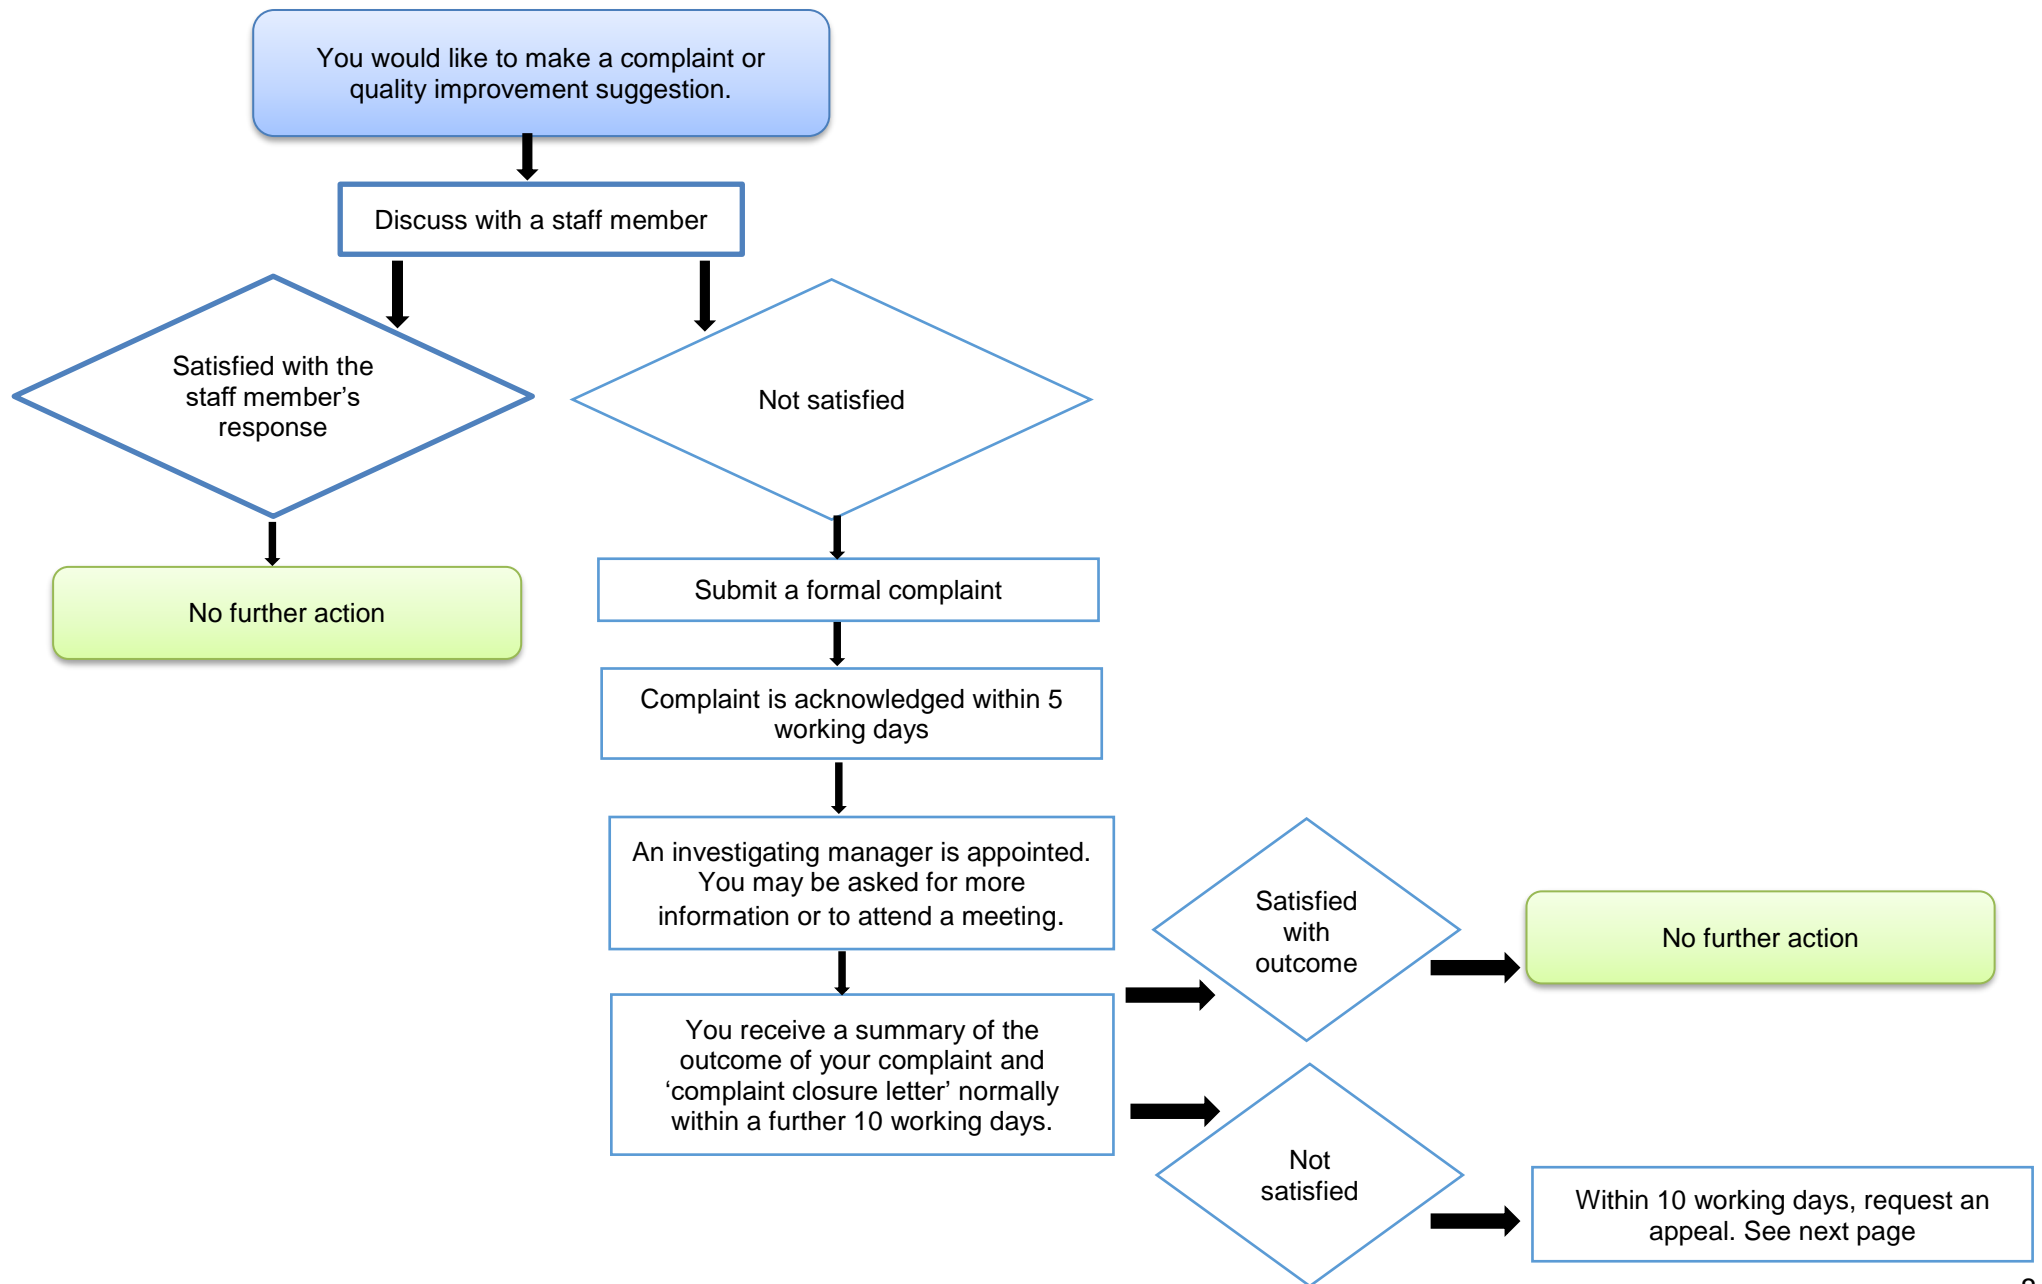 You would like to make a complaint or
quality improvement suggestion.
Discuss with a staff member
Satisfied with the
staff member’s
response
Not satisfied
No further action
Submit a formal complaint
Complaint is acknowledged within 5
working days
An investigating manager is appointed.
You may be asked for more
information or to attend a meeting.
Satisfied
with
outcome
No further action
You receive a summary of the
outcome of your complaint and
‘complaint closure letter’ normally
within a further 10 working days.
Not
satisfied
Within 10 working days, request an
appeal. See next page